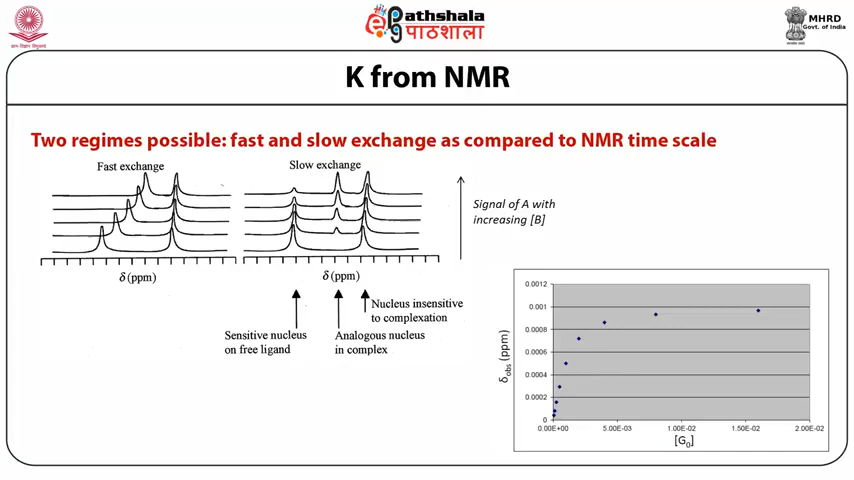 Pathshala
पाठशाला
MHRD
Govt. of India
K from NMR
Two regimes possible: fast and slow exchange as compared to NMR time scale
Fast exchange
Slow exchange
Signal of A with
increasing [B]
δ (ppm)
δ (ppm)
Nucleus insensitive
to complexation
Sensitive nucleus
on free ligand
Analogous nucleus
in complex
δobs (ppm)
0.0012
0.001
0.0008
0.0006
0.0004
0.0002
0
0.00E+00 5.00E-03 1.00E-02 1.50E-02 2.00E-02
[G0]